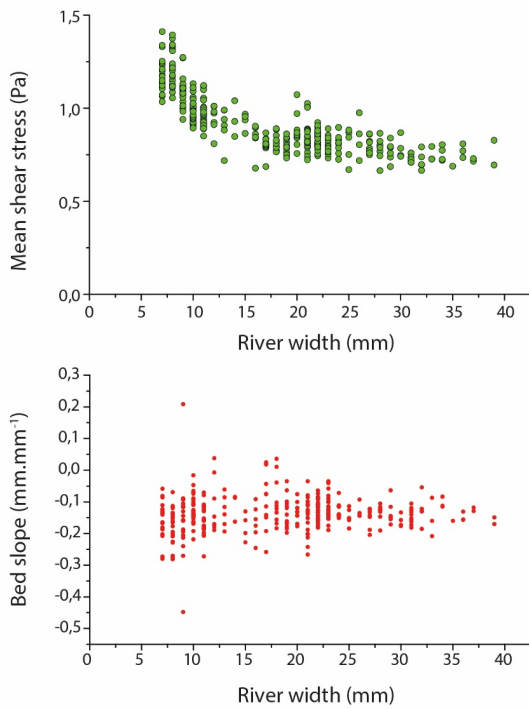 Mean shear stress (Pa)
1,5
1,0
0,5
0,0
0 5 10 15 20 25 30 35 40
River width (mm)
Bed slope (mm.mm⁻¹)
0,3
0,2
0,1
0,0
-0,1
-0,2
-0,3
-0,4
-0,5
0 5 10 15 20 25 30 35 40
River width (mm)